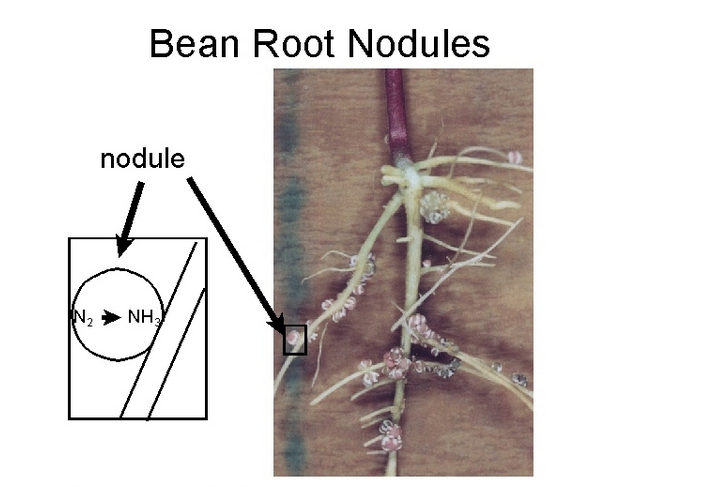 Bean Root Nodules
nodule
N₂ → NH₃